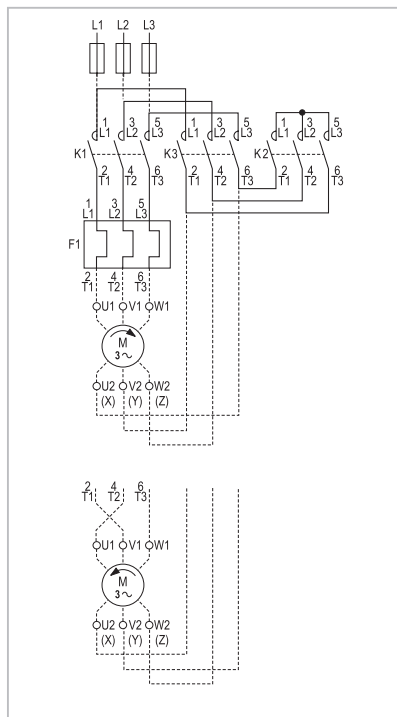 L1 L2 L3
1 3 5 1 3 5 1 3 5
L1 L2 L3 L1 L2 L3 L1 L2 L3
K1 K3 K2
2 4 6 2 4 6 2 4 6
T1 T2 T3 T1 T2 T3 T1 T2 T3
1 3 5
L1 L2 L3
F1
2 4 6
T1 T2 T3
U1 V1 W1
M
3~
U2 V2 W2
(X) (Y) (Z)
2 4 6
T1 T2 T3
U1 V1 W1
M
3~
U2 V2 W2
(X) (Y) (Z)